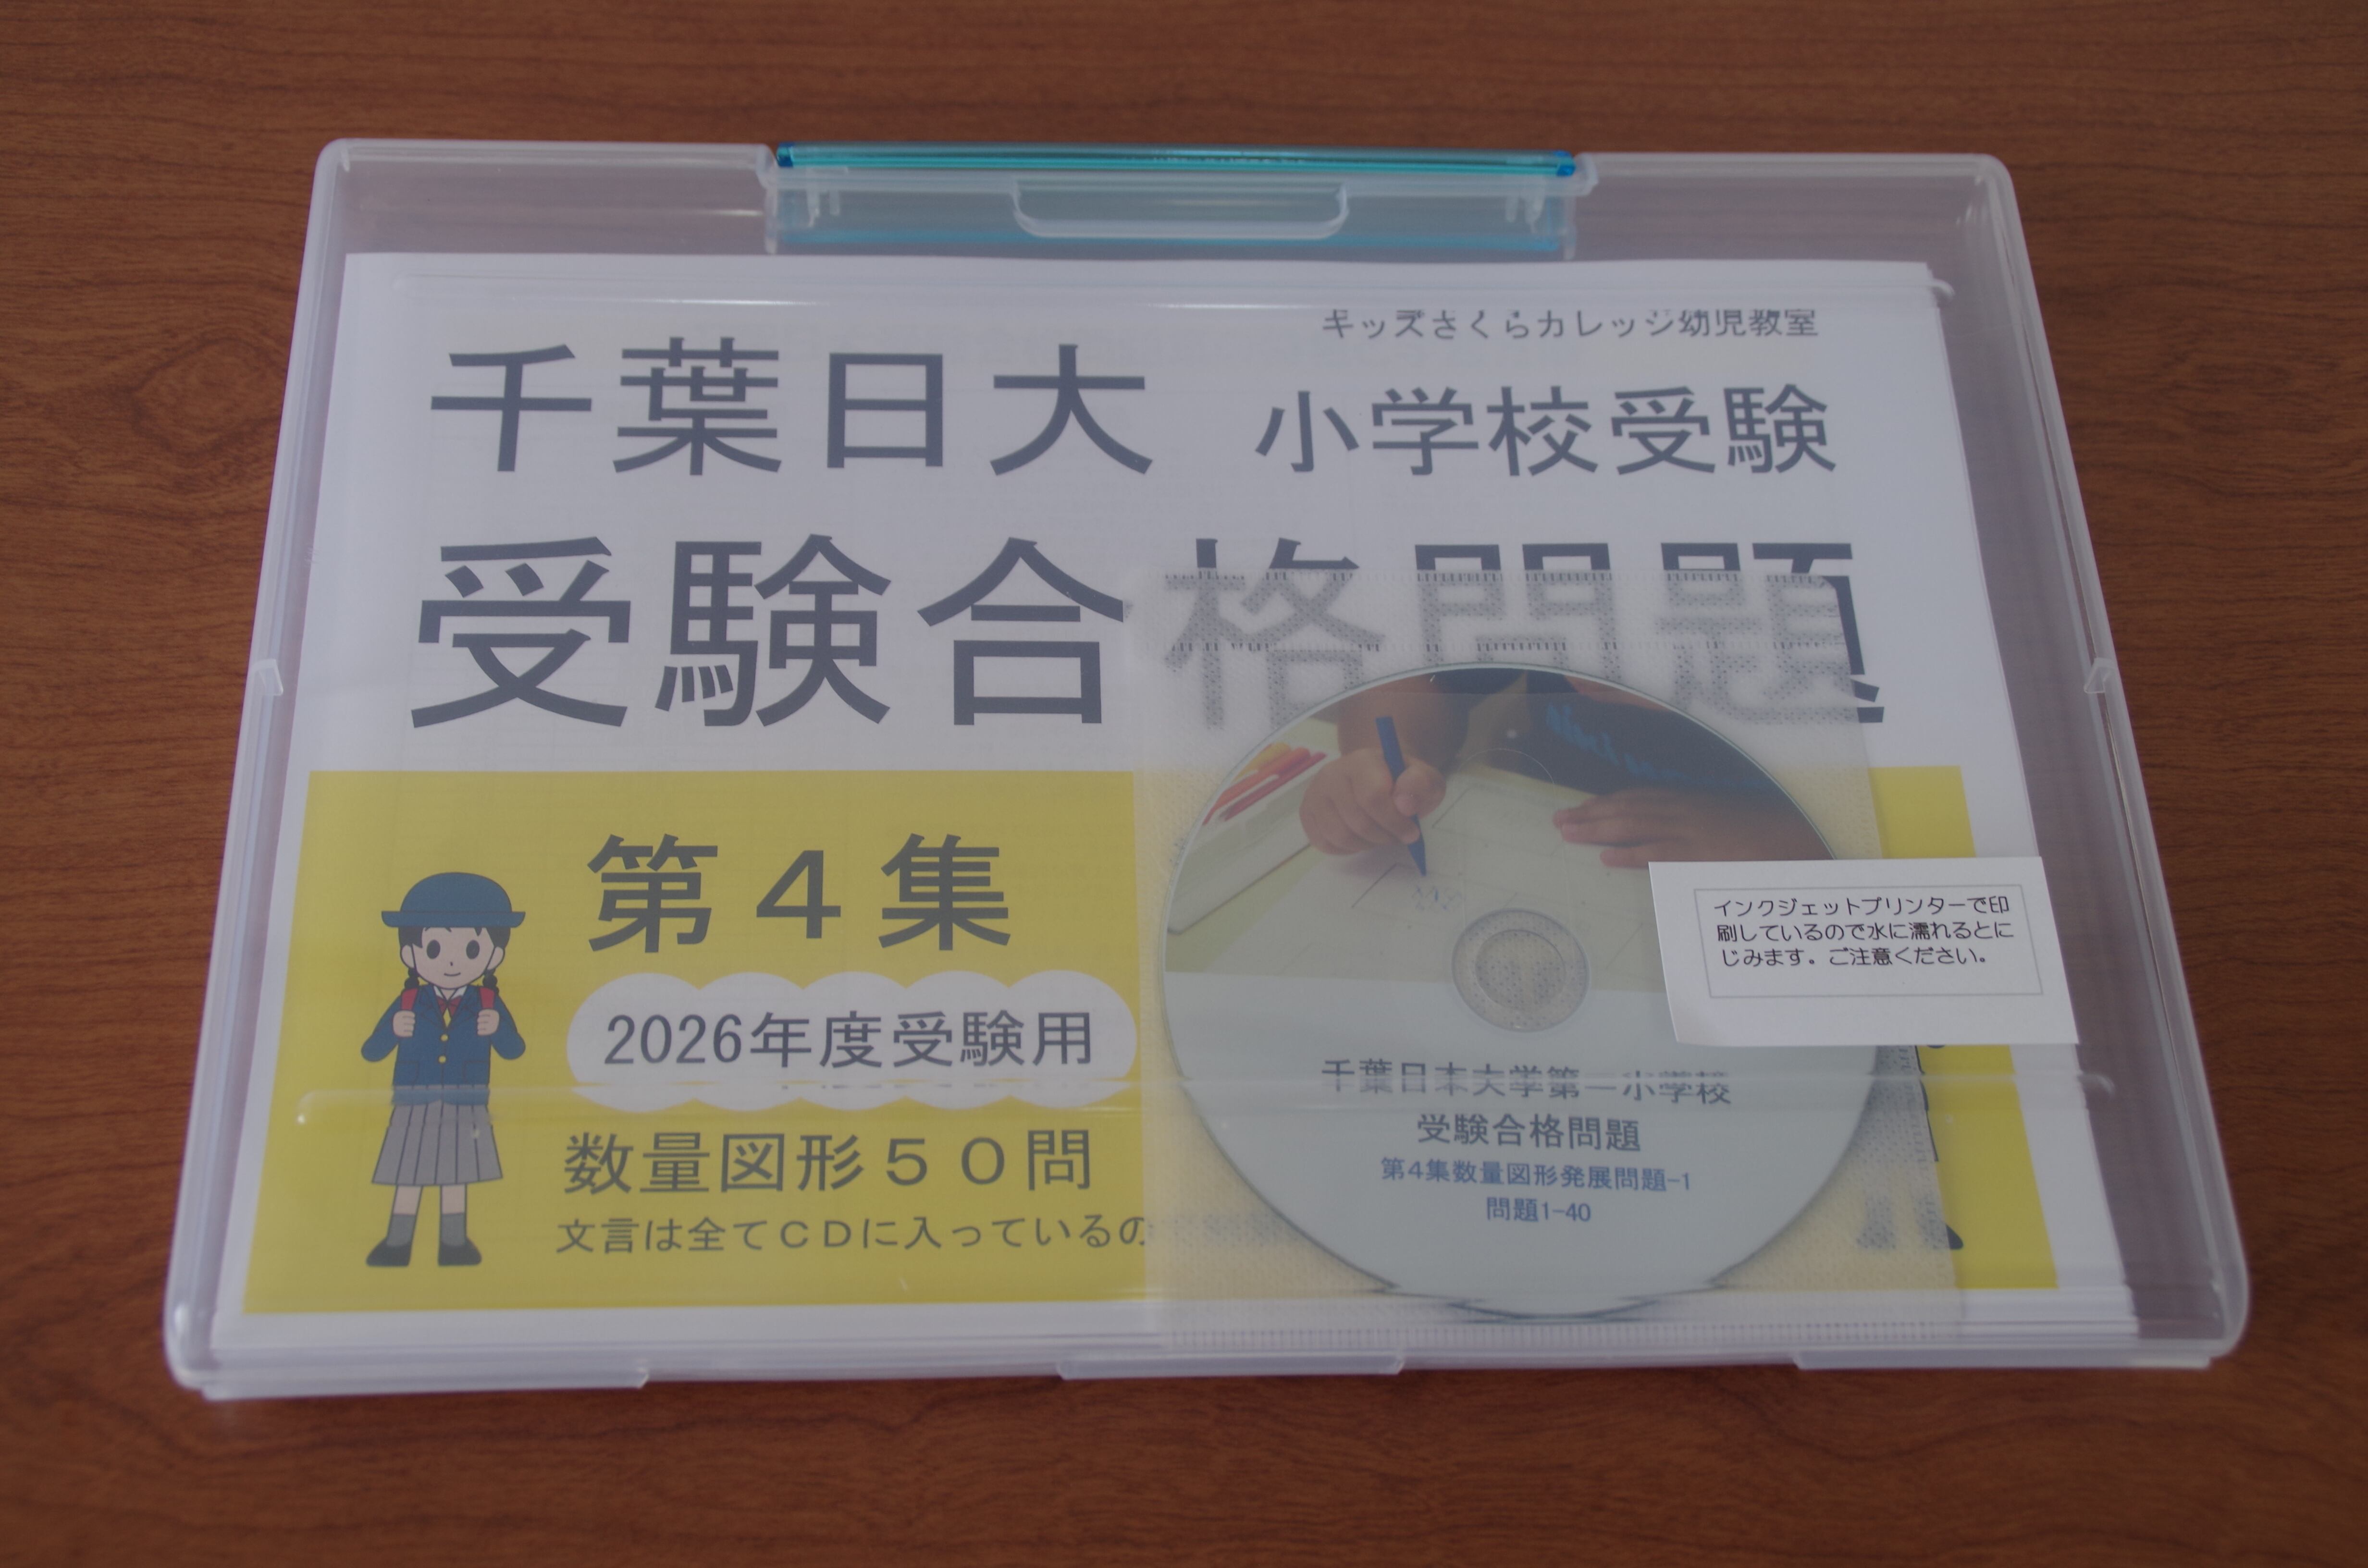 キッズさくらカレッジ幼児教室
千葉日大 小学校受験
受験合格問題
第４集
2026年度受験用
数量図形５０問
文言は全てＣＤに入っているの
千葉日本大学第一小学校
受験合格問題
第4集数量図形発展問題-1
問題1-40
インクジェットプリンターで印
刷しているので水に濡れるとに
じみます。ご注意ください。